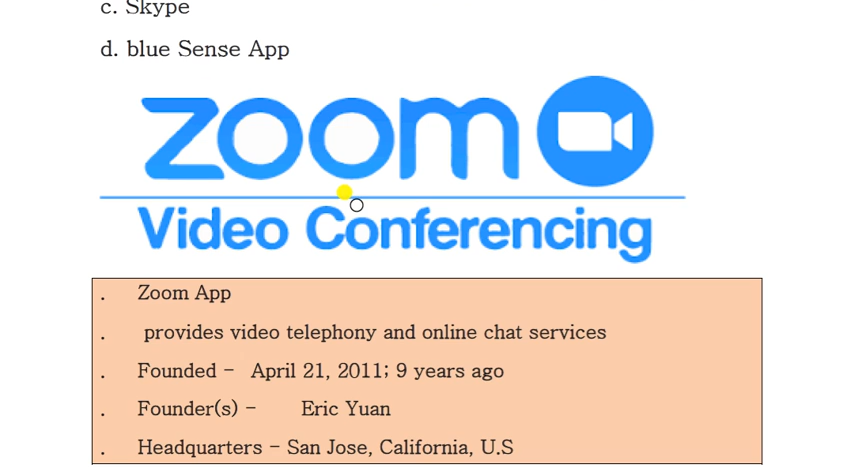 c. Skype
d. blue Sense App
zoom
Video Conferencing
. Zoom App
. provides video telephony and online chat services
. Founded - April 21, 2011; 9 years ago
. Founder(s) - Eric Yuan
. Headquarters - San Jose, California, U.S